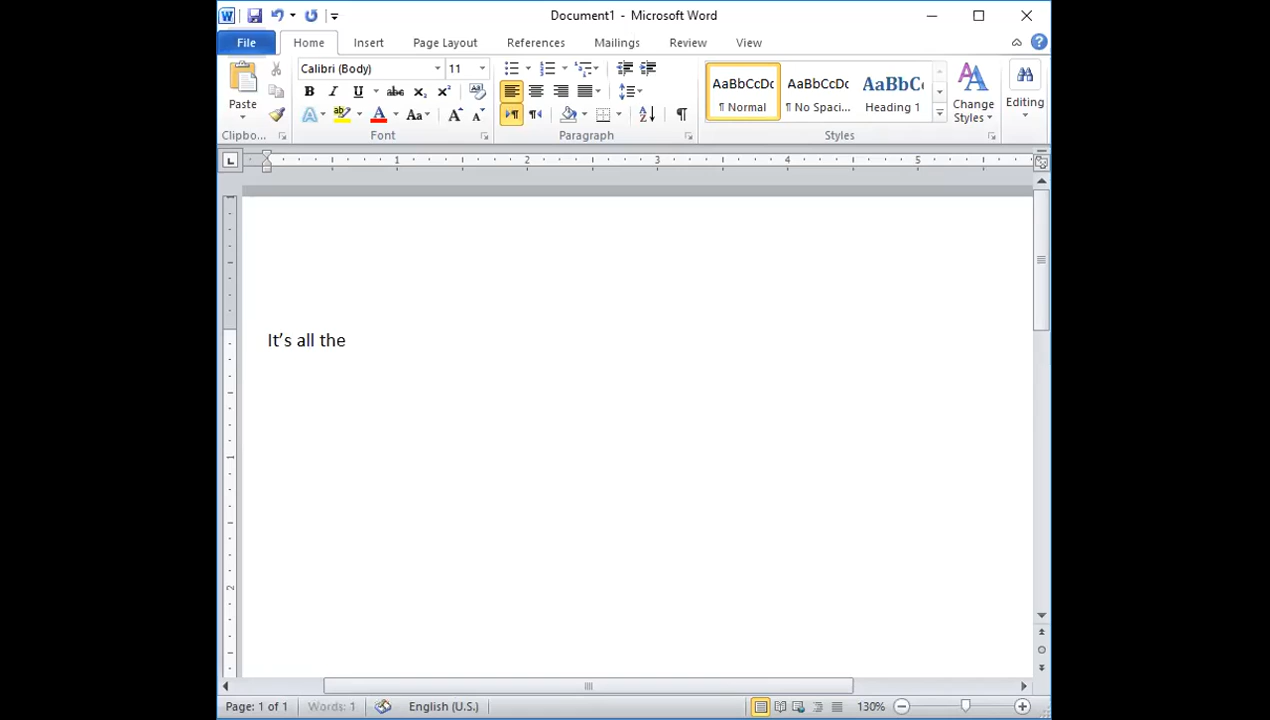 Document1 - Microsoft Word
File Home Insert Page Layout References Mailings Review View
Calibri (Body) 11
AaBbCcDc AaBbCcDc AaBbC
¶ Normal ¶ No Spaci... Heading 1
Paste
Change Styles
Editing
B I U abc x₂ x²
Aa
Clipbo... Font Paragraph Styles
1 2 3 4 5
It's all the
1
2
Page: 1 of 1 Words: 1 English (U.S.) 130%